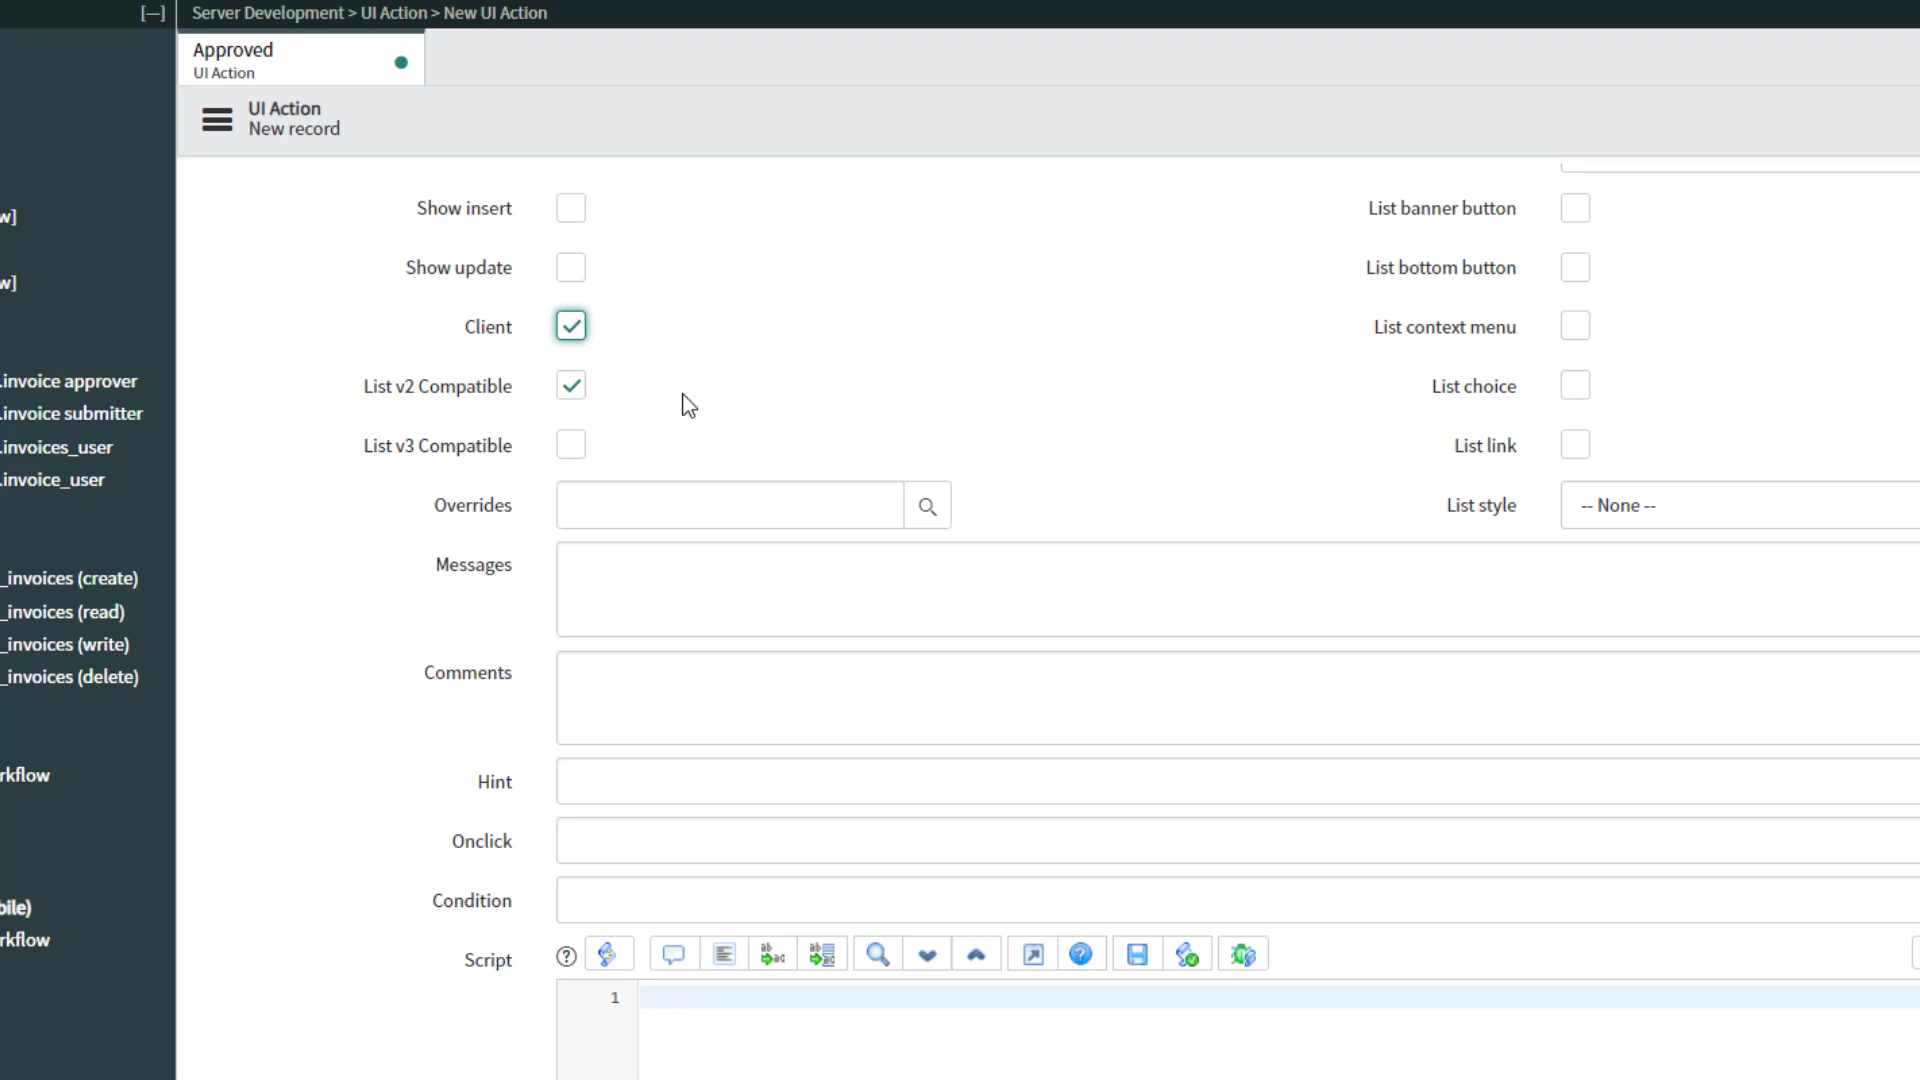 [—] Server Development > UI Action > New UI Action
Approved
UI Action
UI Action
New record
w]
w]
.invoice approver
.invoice submitter
.invoices_user
.invoice_user
_invoices (create)
_invoices (read)
_invoices (write)
_invoices (delete)
rkflow
bile)
rkflow
Show insert
List banner button
Show update
List bottom button
Client
List context menu
List v2 Compatible
List choice
List v3 Compatible
List link
Overrides
List style
-- None --
Messages
Comments
Hint
Onclick
Condition
Script
1